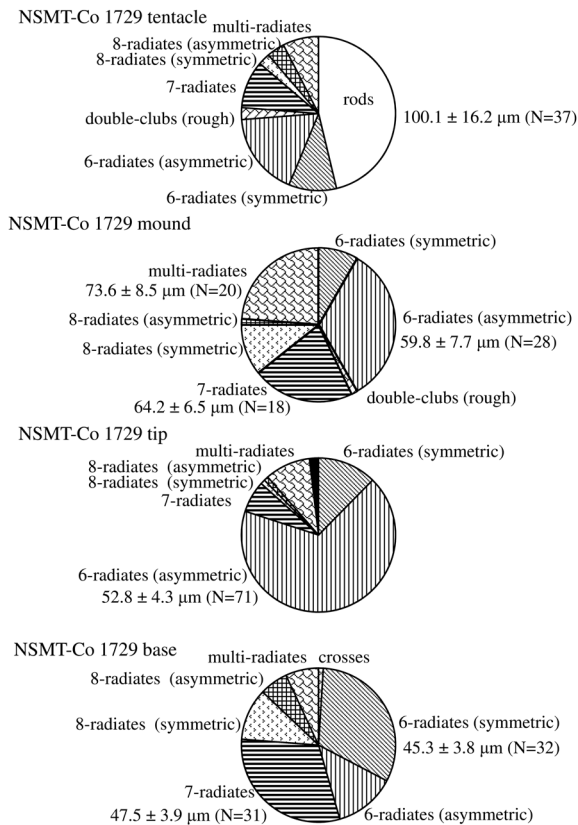 NSMT-Co 1729 tentacle
multi-radiates
8-radiates (asymmetric)
8-radiates (symmetric)
7-radiates
rods
double-clubs (rough)
100.1 ± 16.2 µm (N=37)
6-radiates (asymmetric)
6-radiates (symmetric)
NSMT-Co 1729 mound
6-radiates (symmetric)
multi-radiates
73.6 ± 8.5 µm (N=20)
8-radiates (asymmetric)
6-radiates (asymmetric)
59.8 ± 7.7 µm (N=28)
8-radiates (symmetric)
7-radiates
64.2 ± 6.5 µm (N=18)
double-clubs (rough)
NSMT-Co 1729 tip
multi-radiates
6-radiates (symmetric)
8-radiates (asymmetric)
8-radiates (symmetric)
7-radiates
6-radiates (asymmetric)
52.8 ± 4.3 µm (N=71)
NSMT-Co 1729 base
multi-radiates
crosses
8-radiates (asymmetric)
8-radiates (symmetric)
6-radiates (symmetric)
45.3 ± 3.8 µm (N=32)
7-radiates
47.5 ± 3.9 µm (N=31)
6-radiates (asymmetric)